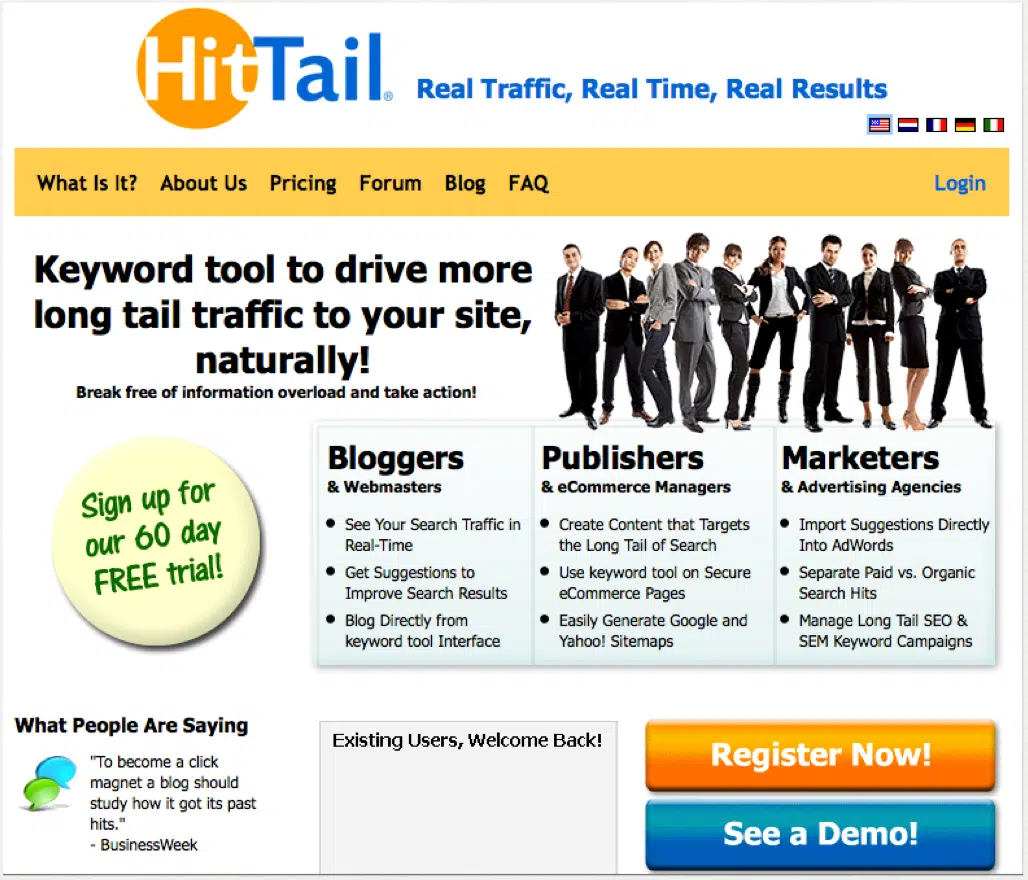 HitTail®
Real Traffic, Real Time, Real Results
What Is It? About Us Pricing Forum Blog FAQ Login
Keyword tool to drive more
long tail traffic to your site,
naturally!
Break free of information overload and take action!
Sign up for
our 60 day
FREE trial!
Bloggers
& Webmasters
See Your Search Traffic in
Real-Time
Get Suggestions to
Improve Search Results
Blog Directly from
keyword tool Interface
Publishers
& eCommerce Managers
Create Content that Targets
the Long Tail of Search
Use keyword tool on Secure
eCommerce Pages
Easily Generate Google and
Yahoo! Sitemaps
Marketers
& Advertising Agencies
Import Suggestions Directly
Into AdWords
Separate Paid vs. Organic
Search Hits
Manage Long Tail SEO &
SEM Keyword Campaigns
What People Are Saying
"To become a click
magnet a blog should
study how it got its past
hits."
- BusinessWeek
Existing Users, Welcome Back!
Register Now!
See a Demo!